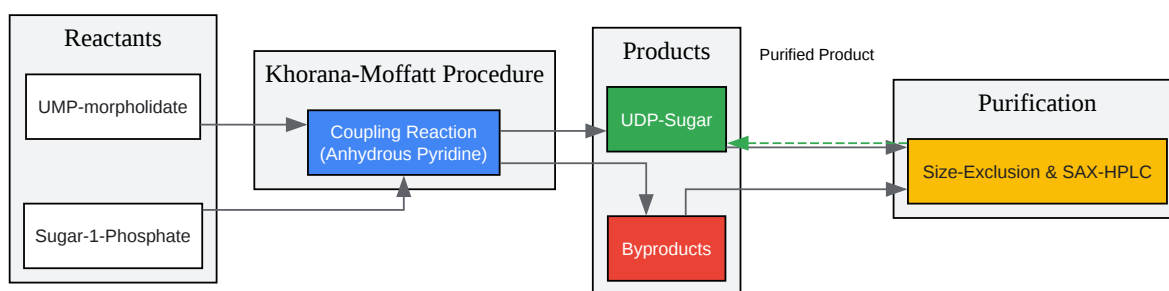 Reactants
UMP-morpholidate
Sugar-1-Phosphate
Khorana-Moffatt Procedure
Coupling Reaction
(Anhydrous Pyridine)
Products
UDP-Sugar
Byproducts
Purified Product
Purification
Size-Exclusion & SAX-HPLC